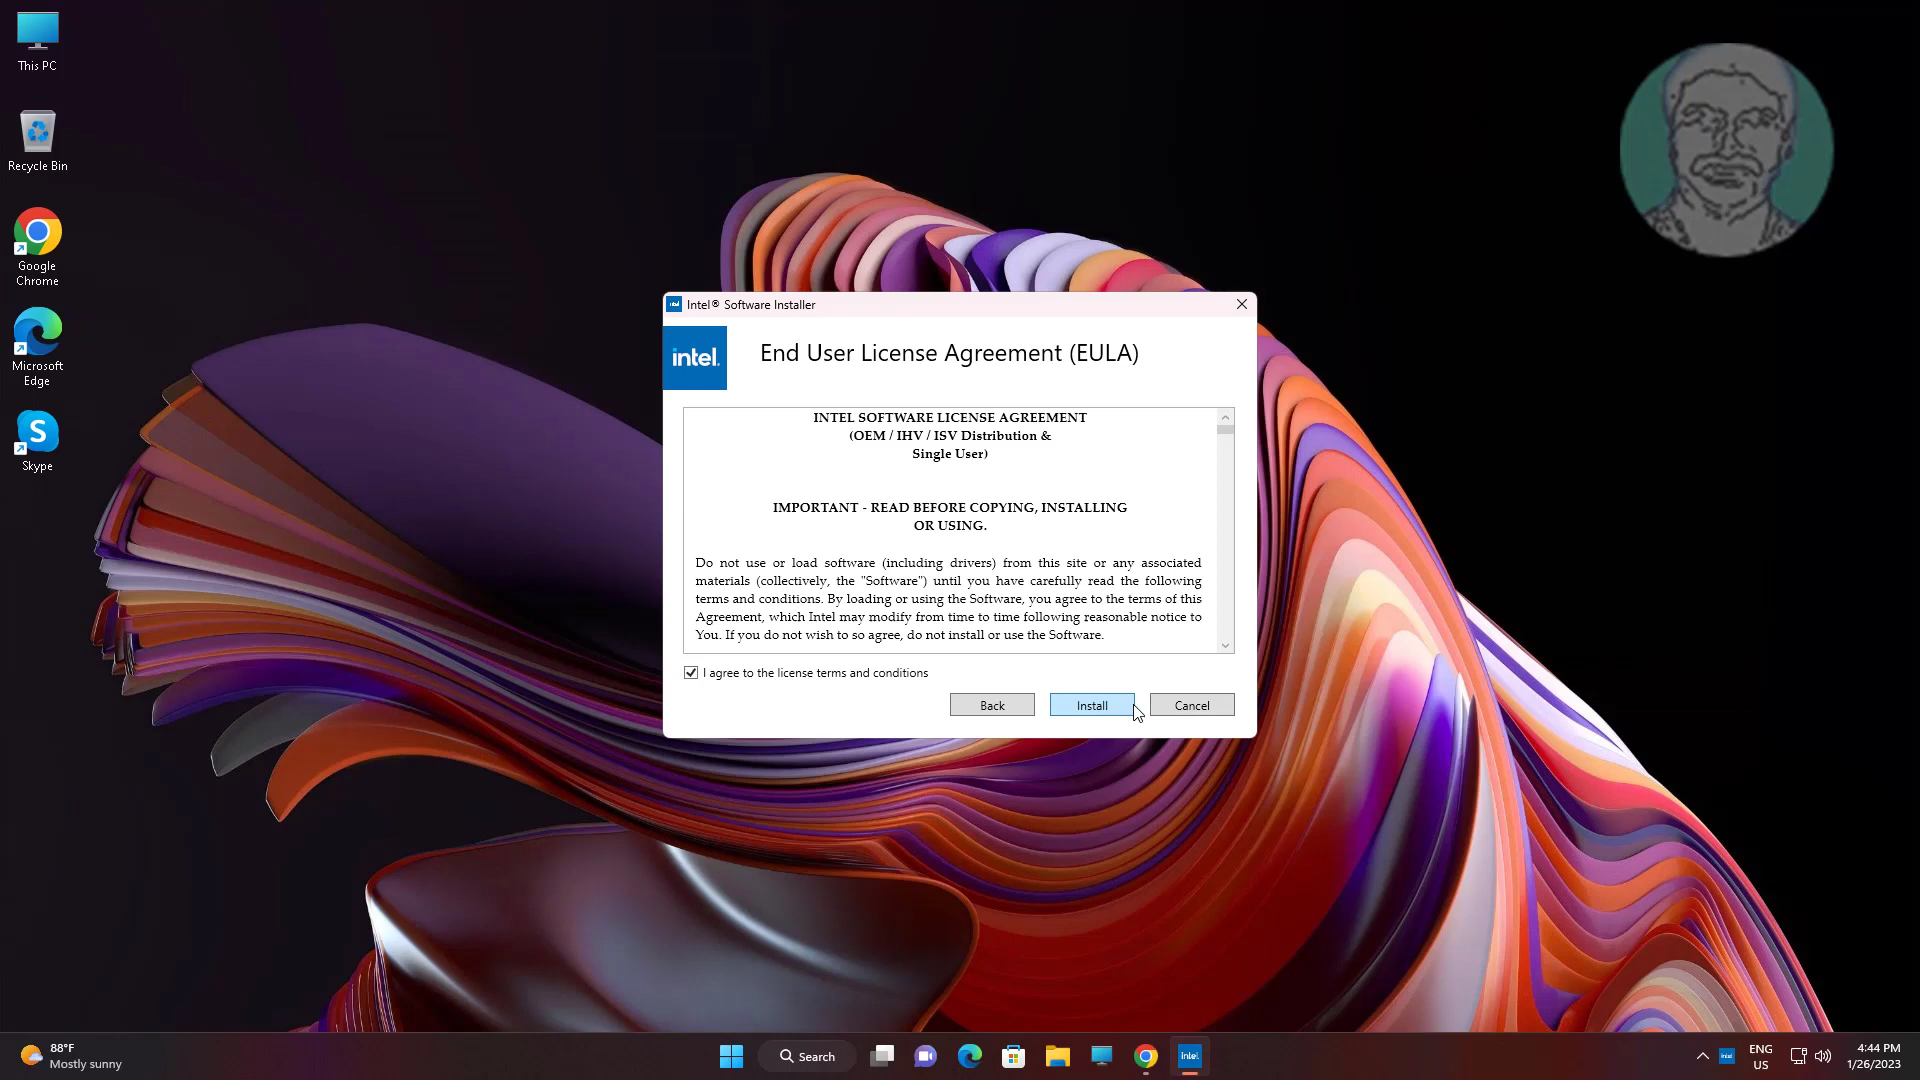 This PC
Recycle Bin
Google
Chrome
Microsoft
Edge
S
Skype
intel
Intel® Software Installer
intel.
End User License Agreement (EULA)
INTEL SOFTWARE LICENSE AGREEMENT
(OEM / IHV / ISV Distribution &
Single User)
IMPORTANT - READ BEFORE COPYING, INSTALLING
OR USING.
Do not use or load software (including drivers) from this site or any associated
materials (collectively, the "Software") until you have carefully read the following
terms and conditions. By loading or using the Software, you agree to the terms of this
Agreement, which Intel may modify from time to time following reasonable notice to
You. If you do not wish to so agree, do not install or use the Software.
I agree to the license terms and conditions
Back
Install
Cancel
88°F
Mostly sunny
Search
intel.
intel
ENG
US
4:44 PM
1/26/2023